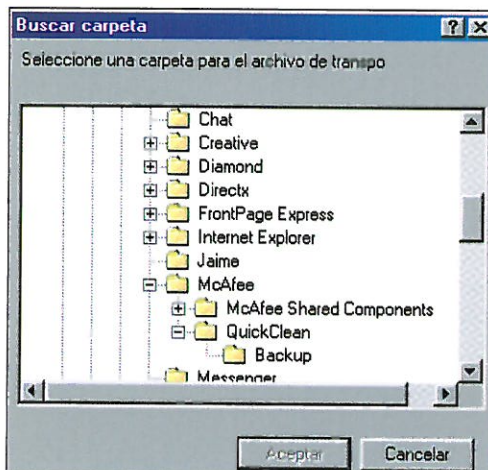 Buscar carpeta
Seleccione una carpeta para el archivo de transpo
Chat
Creative
Diamond
Directx
FrontPage Express
Internet Explorer
Jaime
McAfee
McAfee Shared Components
QuickClean
Backup
Messenger
Aceptar
Cancelar